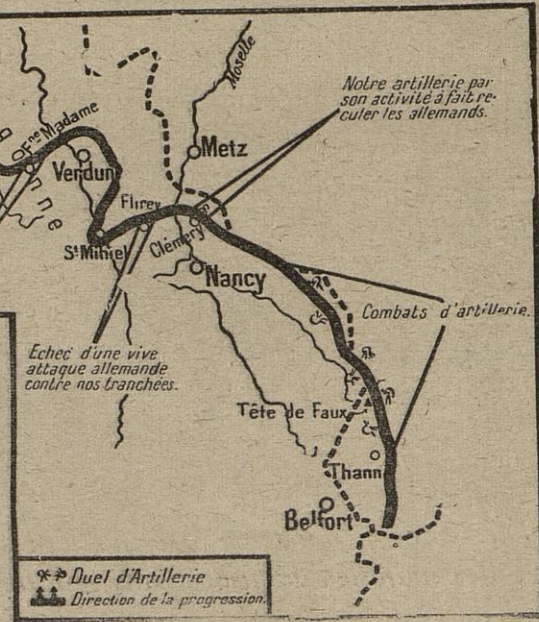 Moselle
Notre artillerie par
son activité à fait re-
culer les allemands.
Fne Madame
Metz
Verdun
nne
Flirey
St Mihiel
Clémery
Nancy
Combats d'artillerie.
Echec d'une vive
attaque allemande
contre nos tranchées.
Tête de Faux
Thann
Belfort
Duel d'Artillerie
Direction de la progression.